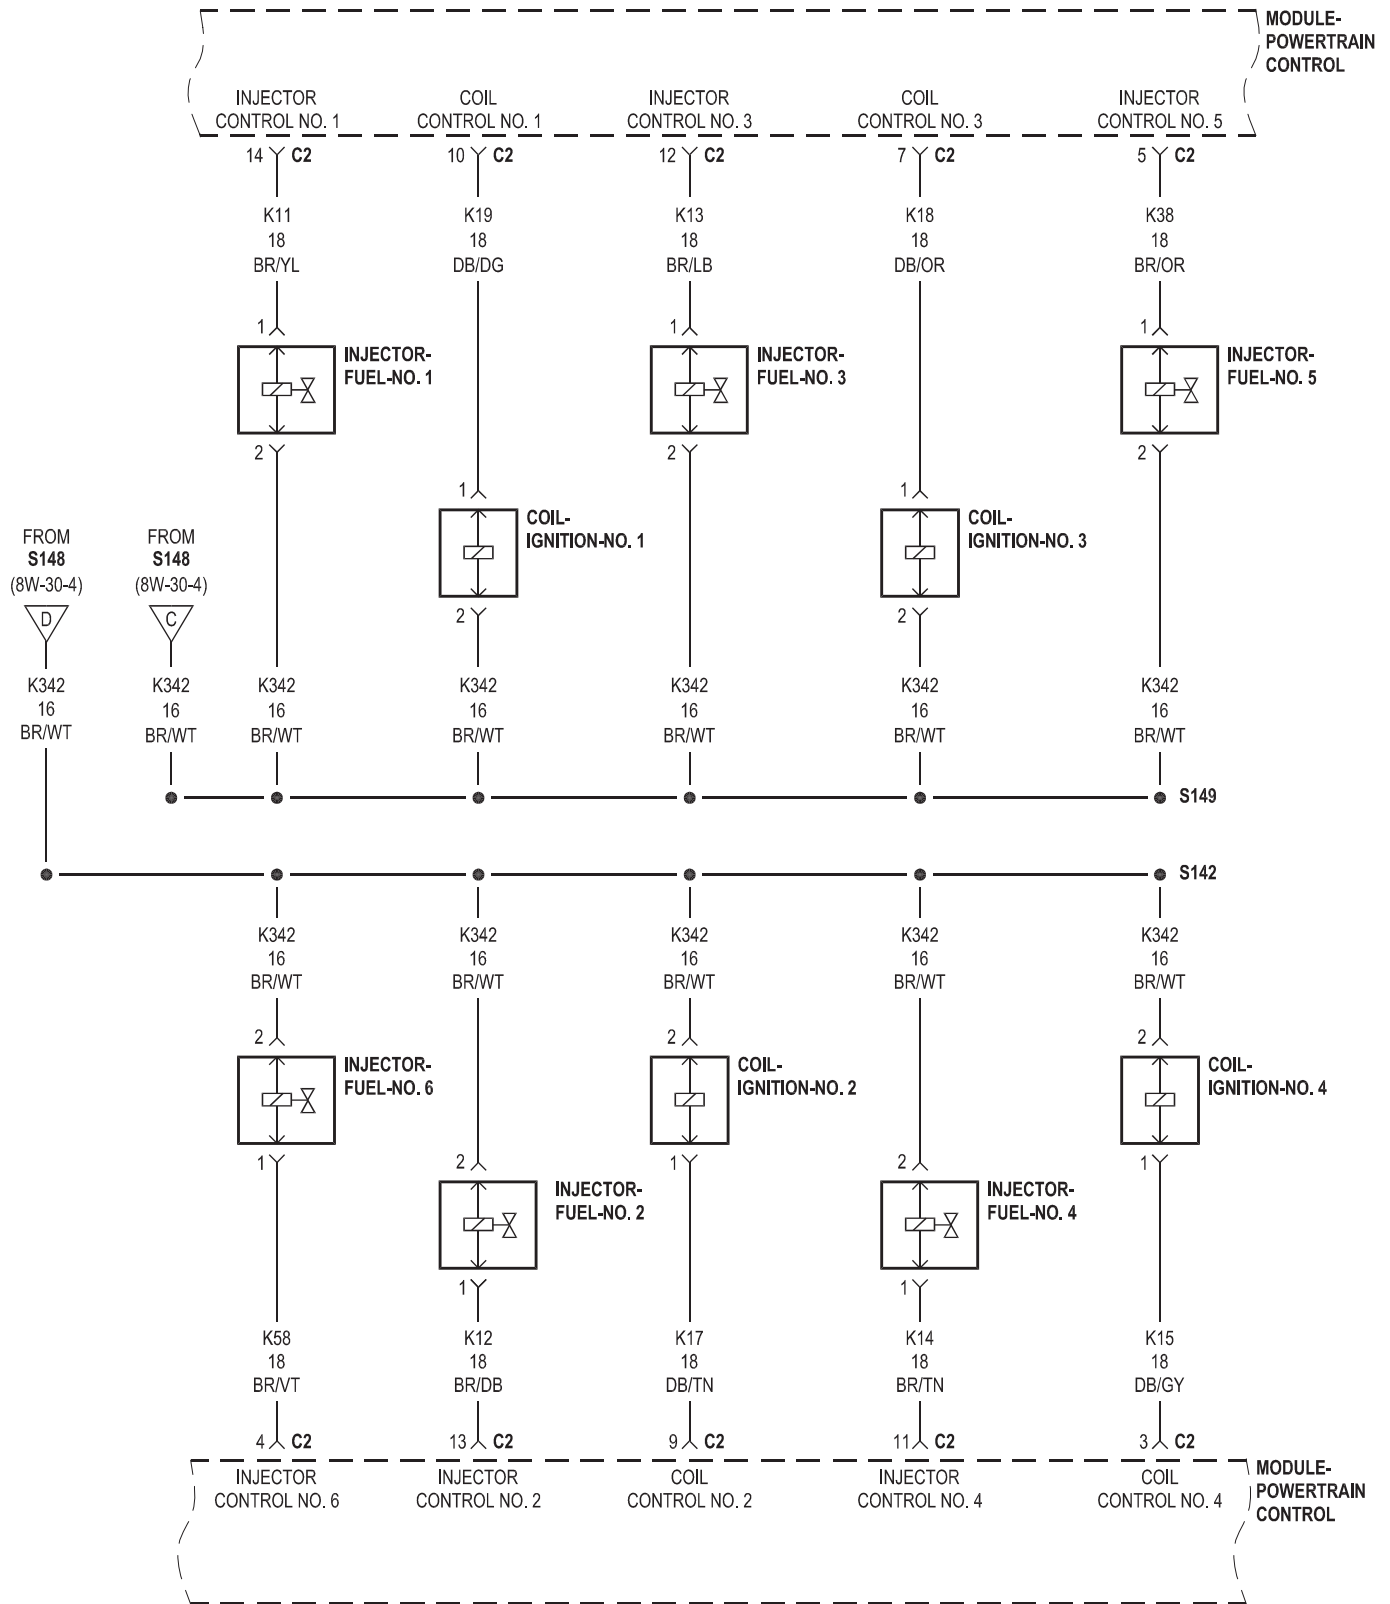 MODULE-
POWERTRAIN
CONTROL
INJECTOR
CONTROL NO. 1
COIL
CONTROL NO. 1
INJECTOR
CONTROL NO. 3
COIL
CONTROL NO. 3
INJECTOR
CONTROL NO. 5
14 C2
10 C2
12 C2
7 C2
5 C2
K11
18
BR/YL
K19
18
DB/DG
K13
18
BR/LB
K18
18
DB/OR
K38
18
BR/OR
1
INJECTOR-
FUEL-NO. 1
2
1
INJECTOR-
FUEL-NO. 3
2
1
INJECTOR-
FUEL-NO. 5
2
1
COIL-
IGNITION-NO. 1
2
1
COIL-
IGNITION-NO. 3
2
FROM
S148
(8W-30-4)
D
FROM
S148
(8W-30-4)
C
K342
16
BR/WT
K342
16
BR/WT
K342
16
BR/WT
K342
16
BR/WT
K342
16
BR/WT
K342
16
BR/WT
K342
16
BR/WT
S149
S142
K342
16
BR/WT
K342
16
BR/WT
K342
16
BR/WT
K342
16
BR/WT
K342
16
BR/WT
2
INJECTOR-
FUEL-NO. 6
1
2
COIL-
IGNITION-NO. 2
1
2
COIL-
IGNITION-NO. 4
1
2
INJECTOR-
FUEL-NO. 2
1
2
INJECTOR-
FUEL-NO. 4
1
K58
18
BR/VT
K12
18
BR/DB
K17
18
DB/TN
K14
18
BR/TN
K15
18
DB/GY
4 C2
13 C2
9 C2
11 C2
3 C2
INJECTOR
CONTROL NO. 6
INJECTOR
CONTROL NO. 2
COIL
CONTROL NO. 2
INJECTOR
CONTROL NO. 4
COIL
CONTROL NO. 4
MODULE-
POWERTRAIN
CONTROL